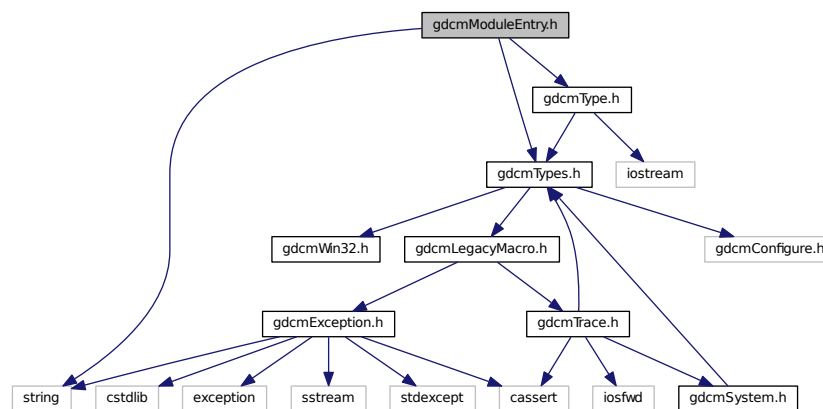 gdcmModuleEntry.h
gdcmType.h
gdcmTypes.h
iostream
gdcmWin32.h
gdcmLegacyMacro.h
gdcmConfigure.h
gdcmException.h
gdcmTrace.h
string
cstdlib
exception
sstream
stdexcept
cassert
iosfwd
gdcmSystem.h